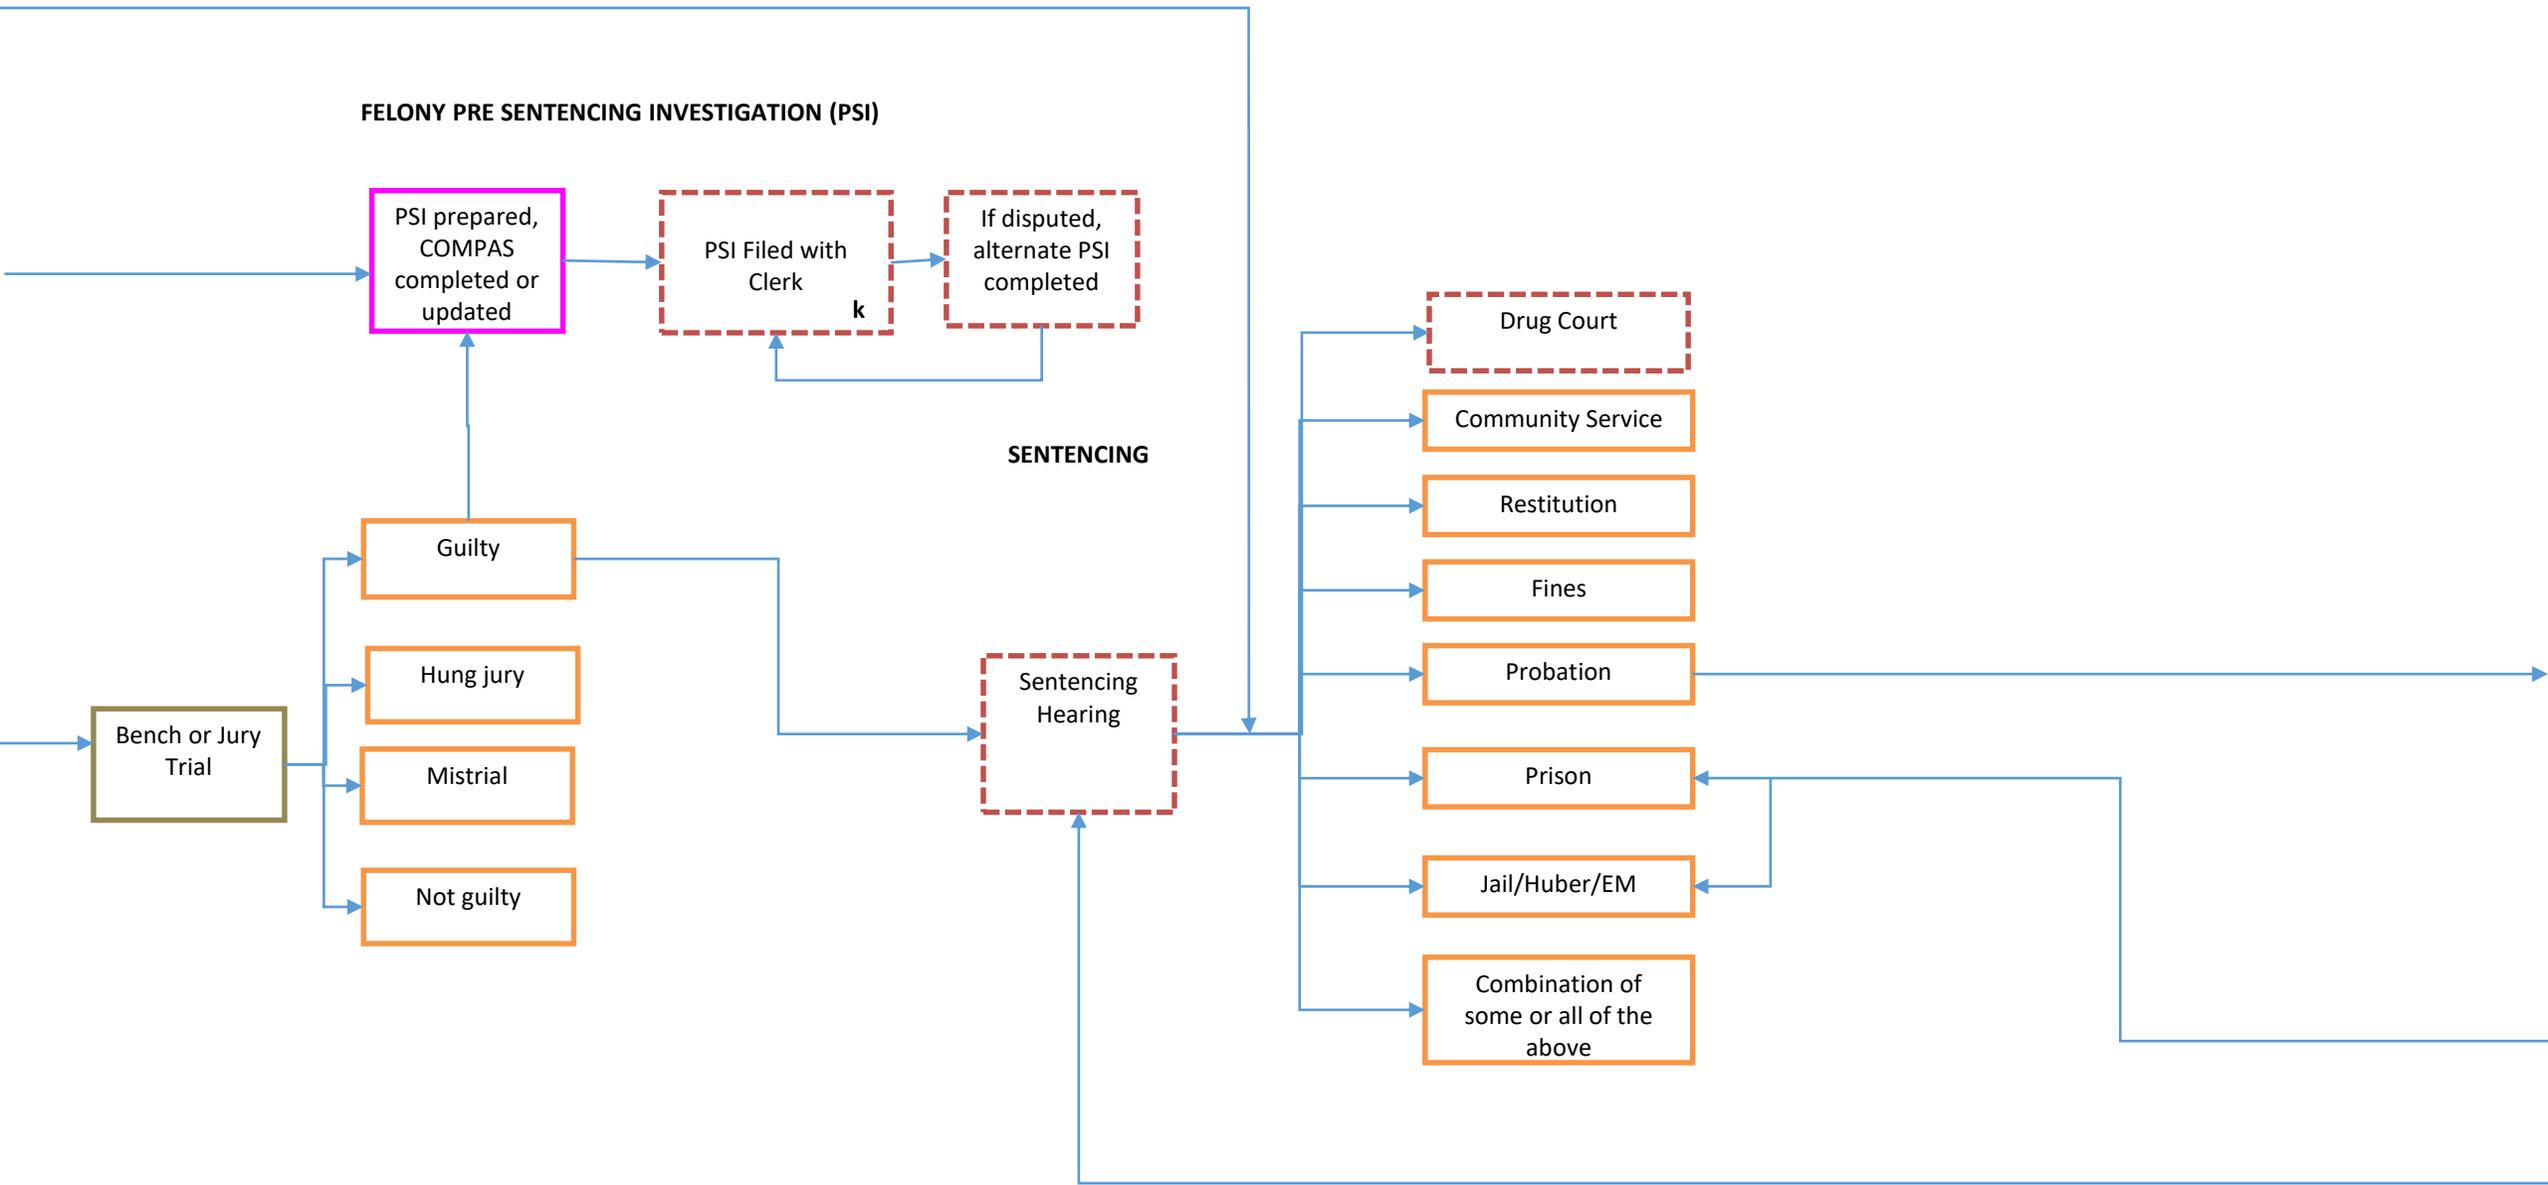 FELONY PRE SENTENCING INVESTIGATION (PSI)
PSI prepared,
COMPAS
completed or
updated
PSI Filed with
Clerk
k
If disputed,
alternate PSI
completed
SENTENCING
Guilty
Hung jury
Bench or Jury
Trial
Mistrial
Not guilty
Sentencing
Hearing
Drug Court
Community Service
Restitution
Fines
Probation
Prison
Jail/Huber/EM
Combination of
some or all of the
above